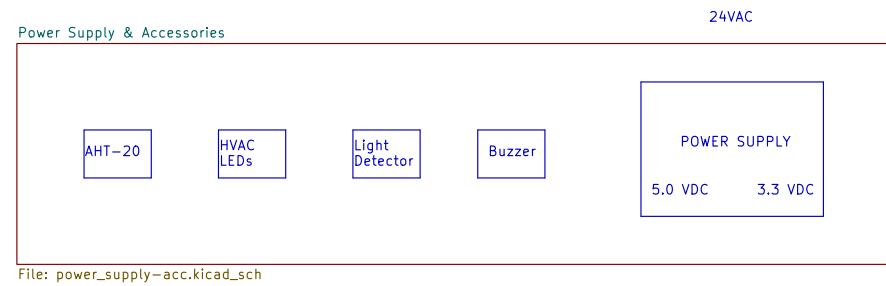 24VAC
Power Supply & Accessories
AHT-20
HVAC
LEDs
Light
Detector
Buzzer
POWER SUPPLY
5.0 VDC
3.3 VDC
File: power_supply-acc.kicad_sch